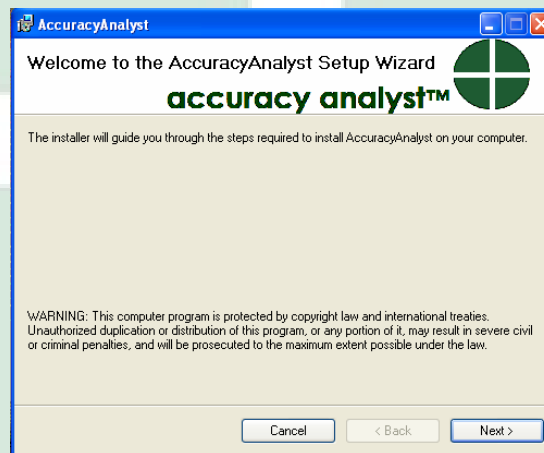 AccuracyAnalyst
Welcome to the AccuracyAnalyst Setup Wizard
accuracy analyst™
The installer will guide you through the steps required to install AccuracyAnalyst on your computer.
WARNING: This computer program is protected by copyright law and international treaties.
Unauthorized duplication or distribution of this program, or any portion of it, may result in severe civil
or criminal penalties, and will be prosecuted to the maximum extent possible under the law.
Cancel
< Back
Next >